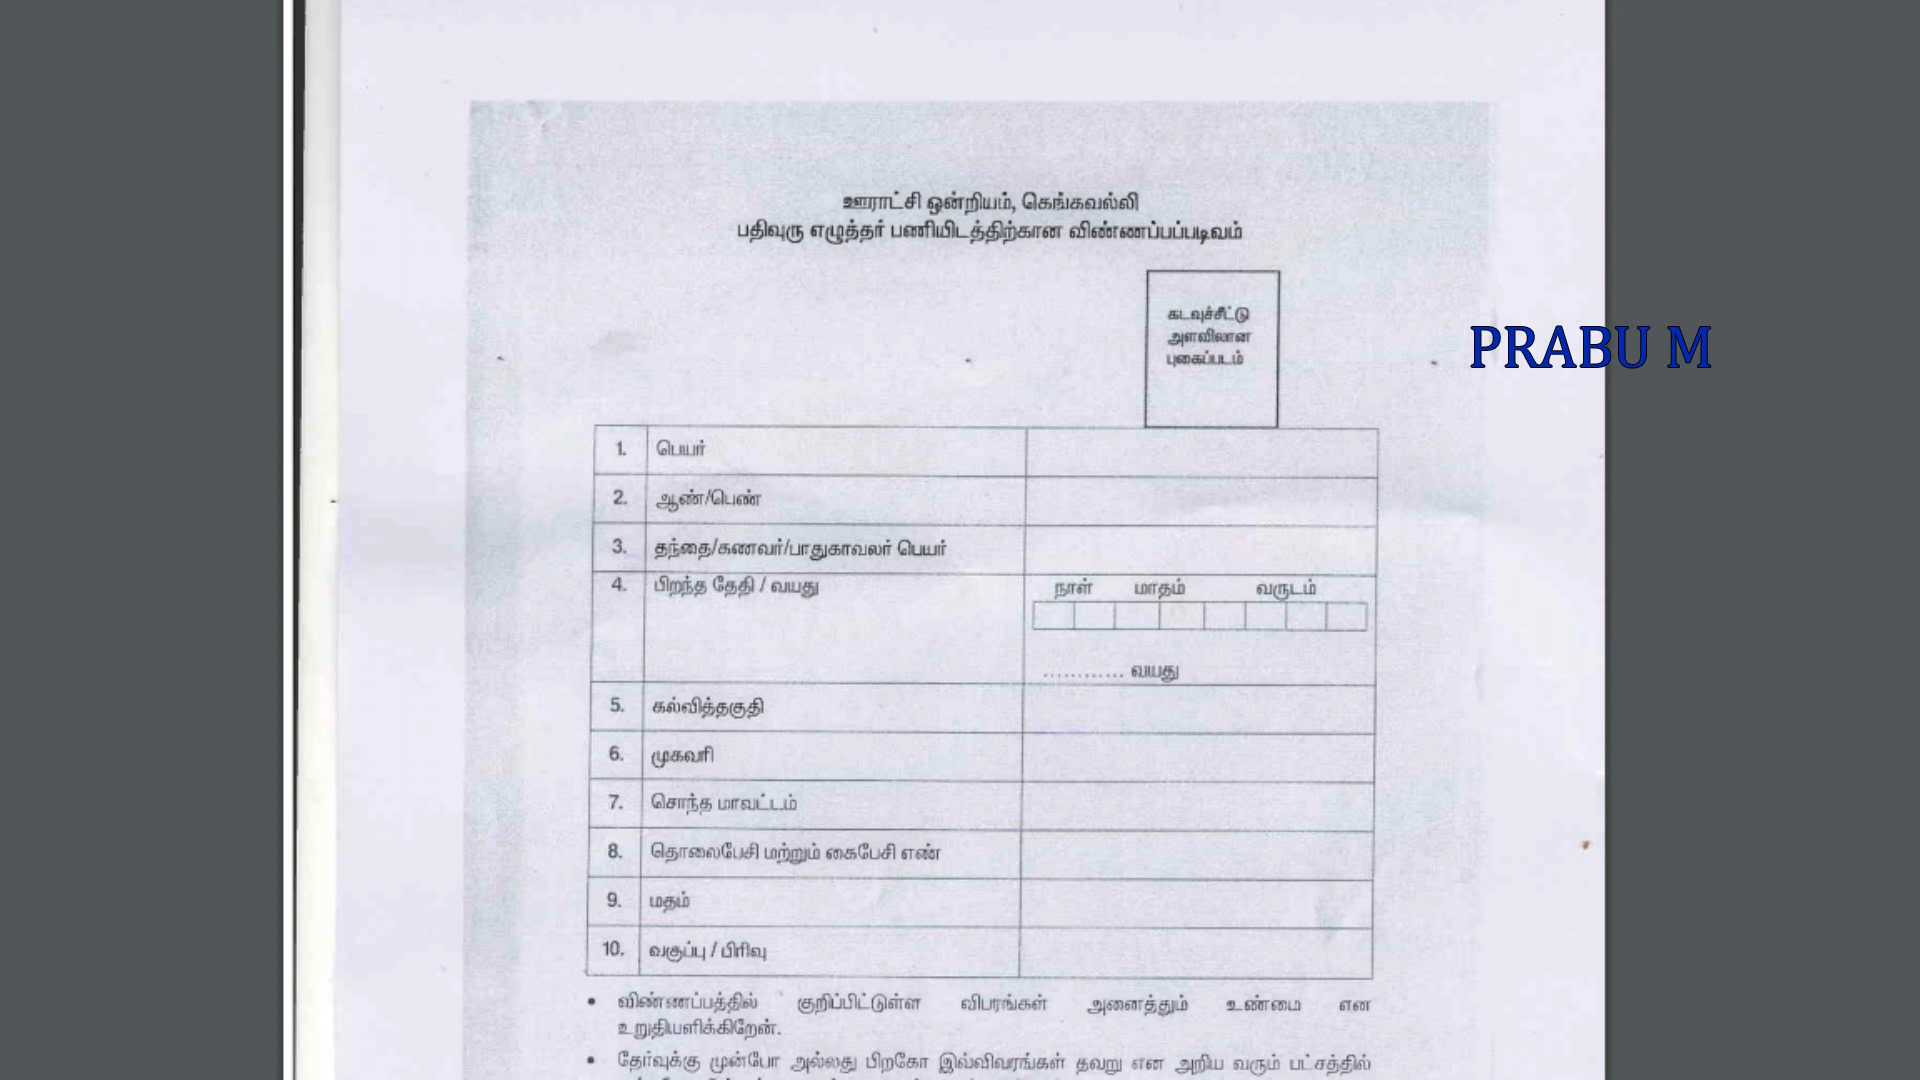 ஊராட்சி ஒன்றியம், கெங்கவல்லி
பதிவுரு எழுத்தர் பணியிடத்திற்கான விண்ணப்பப்படிவம்
கடவுச்சீட்டு
அளவிலான
புகைப்படம்
PRABU M
1. பெயர்
2. ஆண்/பெண்
3. தந்தை/கணவர்/பாதுகாவலர் பெயர்
4. பிறந்த தேதி / வயது நாள் மாதம் வருடம்
............ வயது
5. கல்வித்தகுதி
6. முகவரி
7. சொந்த மாவட்டம்
8. தொலைபேசி மற்றும் கைபேசி எண்
9. மதம்
10. வகுப்பு / பிரிவு
• விண்ணப்பத்தில் குறிப்பிட்டுள்ள விபரங்கள் அனைத்தும் உண்மை என
உறுதியளிக்கிறேன்.
• தேர்வுக்கு முன்போ அல்லது பிறகோ இவ்விவரங்கள் தவறு என அறிய வரும் பட்சத்தில்